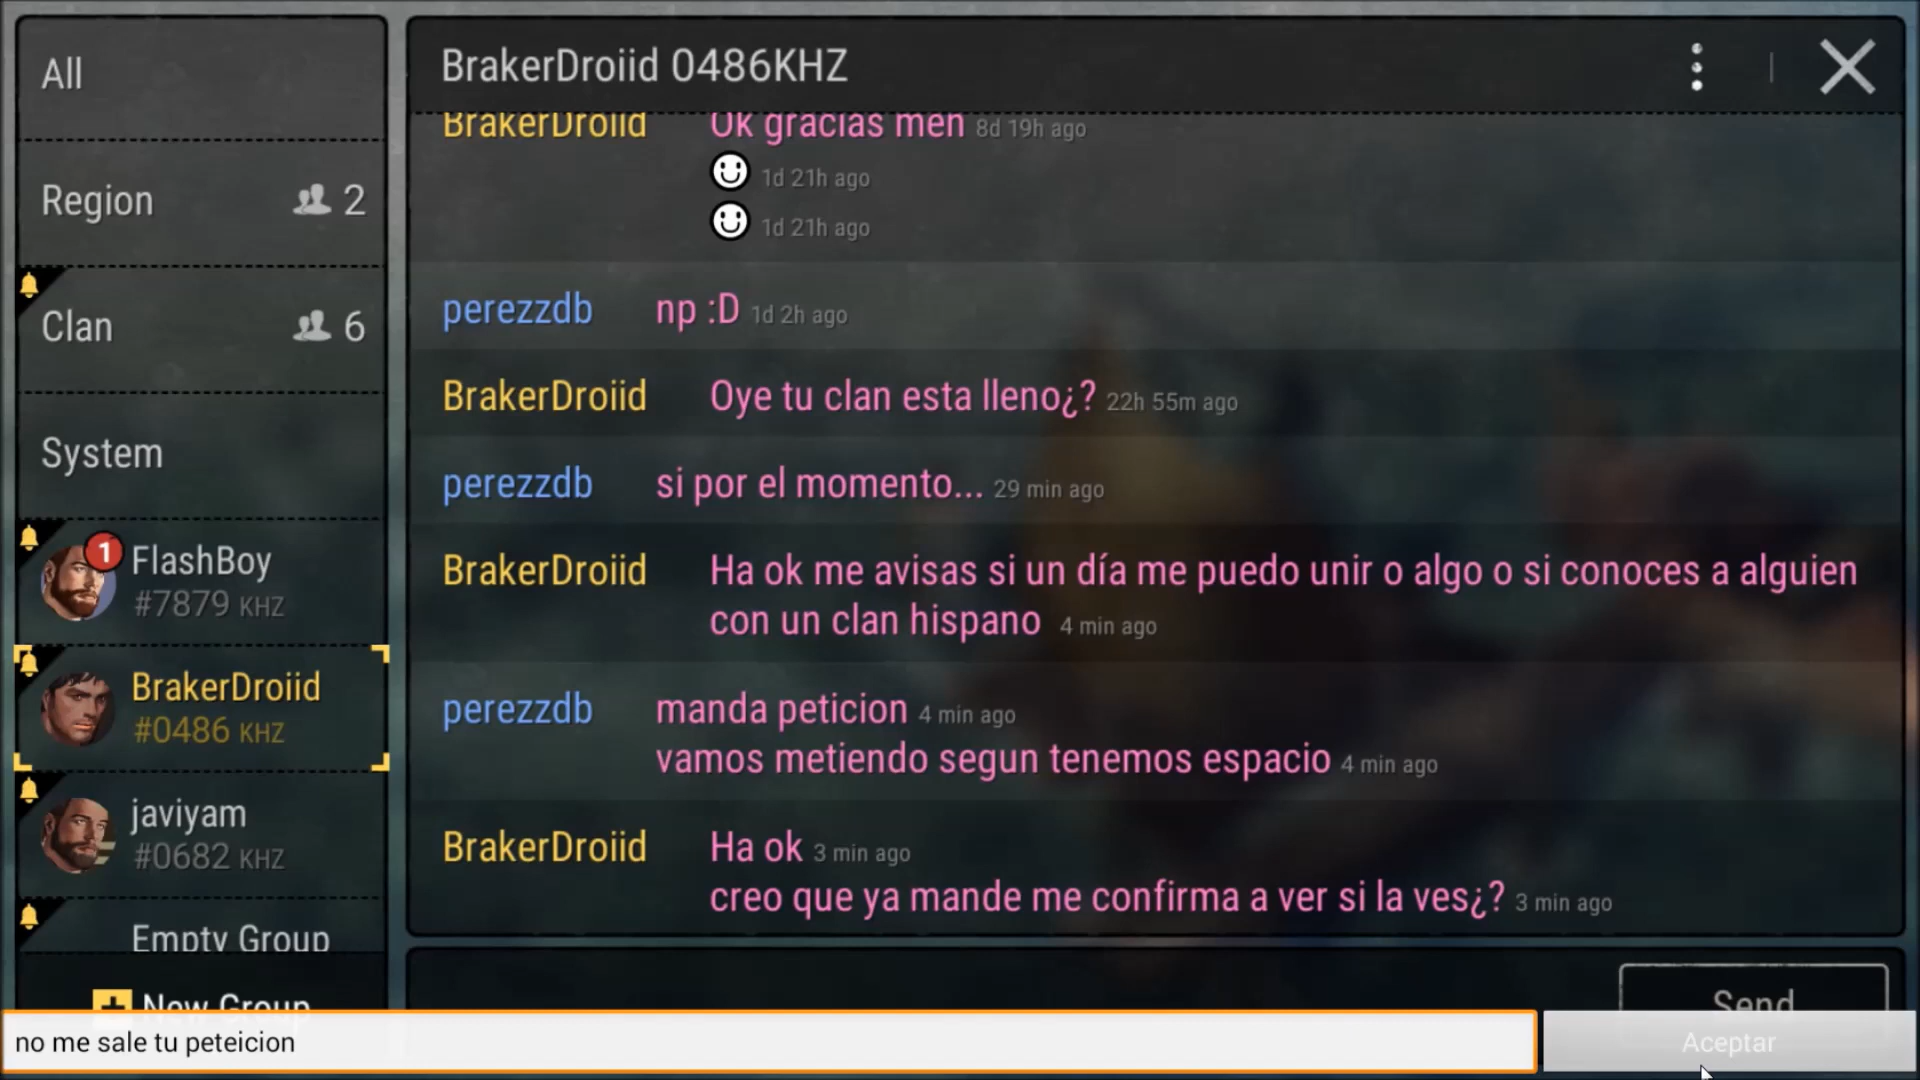 All
Region 2
Clan 6
System
1
FlashBoy
#7879 KHZ
BrakerDroiid
#0486 KHZ
javiyam
#0682 KHZ
Empty Group
New Group
BrakerDroiid 0486KHZ
BrakerDroiid Ok gracias men 8d 19h ago
1d 21h ago
1d 21h ago
perezzdb np :D 1d 2h ago
BrakerDroiid Oye tu clan esta lleno¿? 22h 55m ago
perezzdb si por el momento... 29 min ago
BrakerDroiid Ha ok me avisas si un día me puedo unir o algo o si conoces a alguien
con un clan hispano 4 min ago
perezzdb manda peticion 4 min ago
vamos metiendo segun tenemos espacio 4 min ago
BrakerDroiid Ha ok 3 min ago
creo que ya mande me confirma a ver si la ves¿? 3 min ago
Send
no me sale tu peteicion
Aceptar